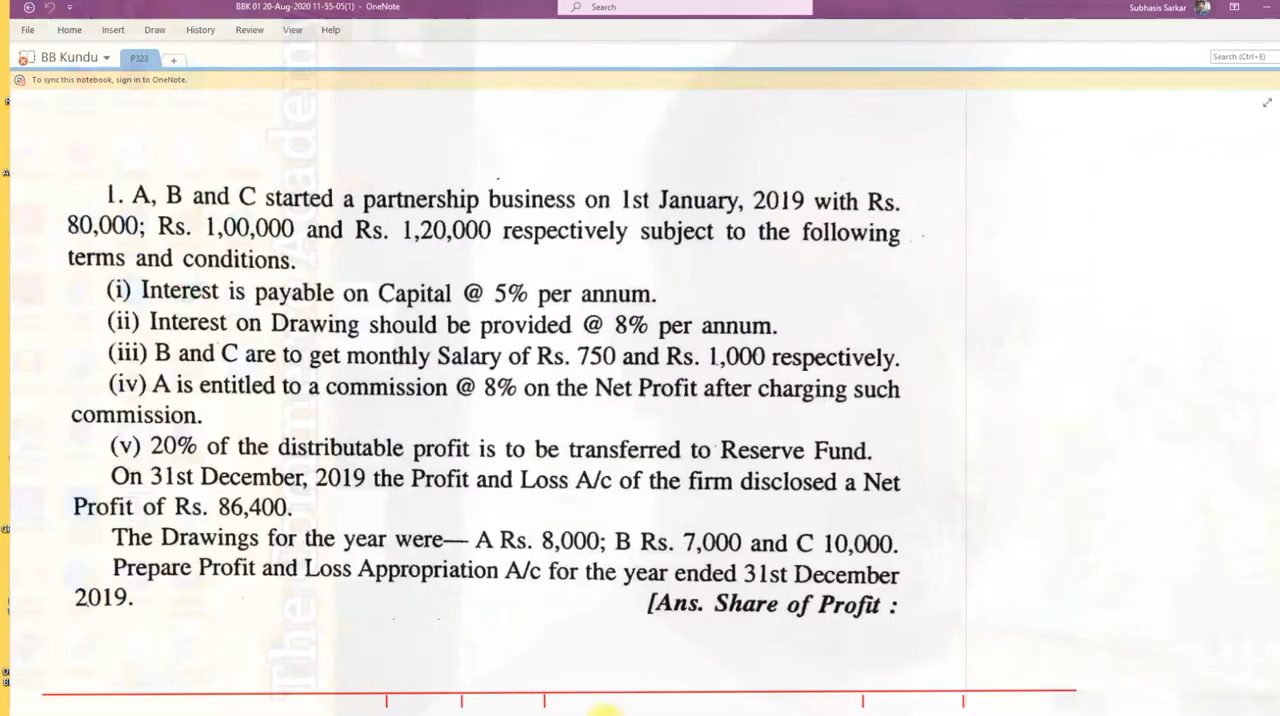 BBK 01 20-Aug-2020 11-55-05(1) - OneNote
Search
Subhasis Sarkar
File Home Insert Draw History Review View Help
BB Kundu P323 +
Search (Ctrl+E)
To sync this notebook, sign in to OneNote.
1. A, B and C started a partnership business on 1st January, 2019 with Rs.
80,000; Rs. 1,00,000 and Rs. 1,20,000 respectively subject to the following
terms and conditions.
(i) Interest is payable on Capital @ 5% per annum.
(ii) Interest on Drawing should be provided @ 8% per annum.
(iii) B and C are to get monthly Salary of Rs. 750 and Rs. 1,000 respectively.
(iv) A is entitled to a commission @ 8% on the Net Profit after charging such
commission.
(v) 20% of the distributable profit is to be transferred to Reserve Fund.
On 31st December, 2019 the Profit and Loss A/c of the firm disclosed a Net
Profit of Rs. 86,400.
The Drawings for the year were— A Rs. 8,000; B Rs. 7,000 and C 10,000.
Prepare Profit and Loss Appropriation A/c for the year ended 31st December
2019.
[Ans. Share of Profit :